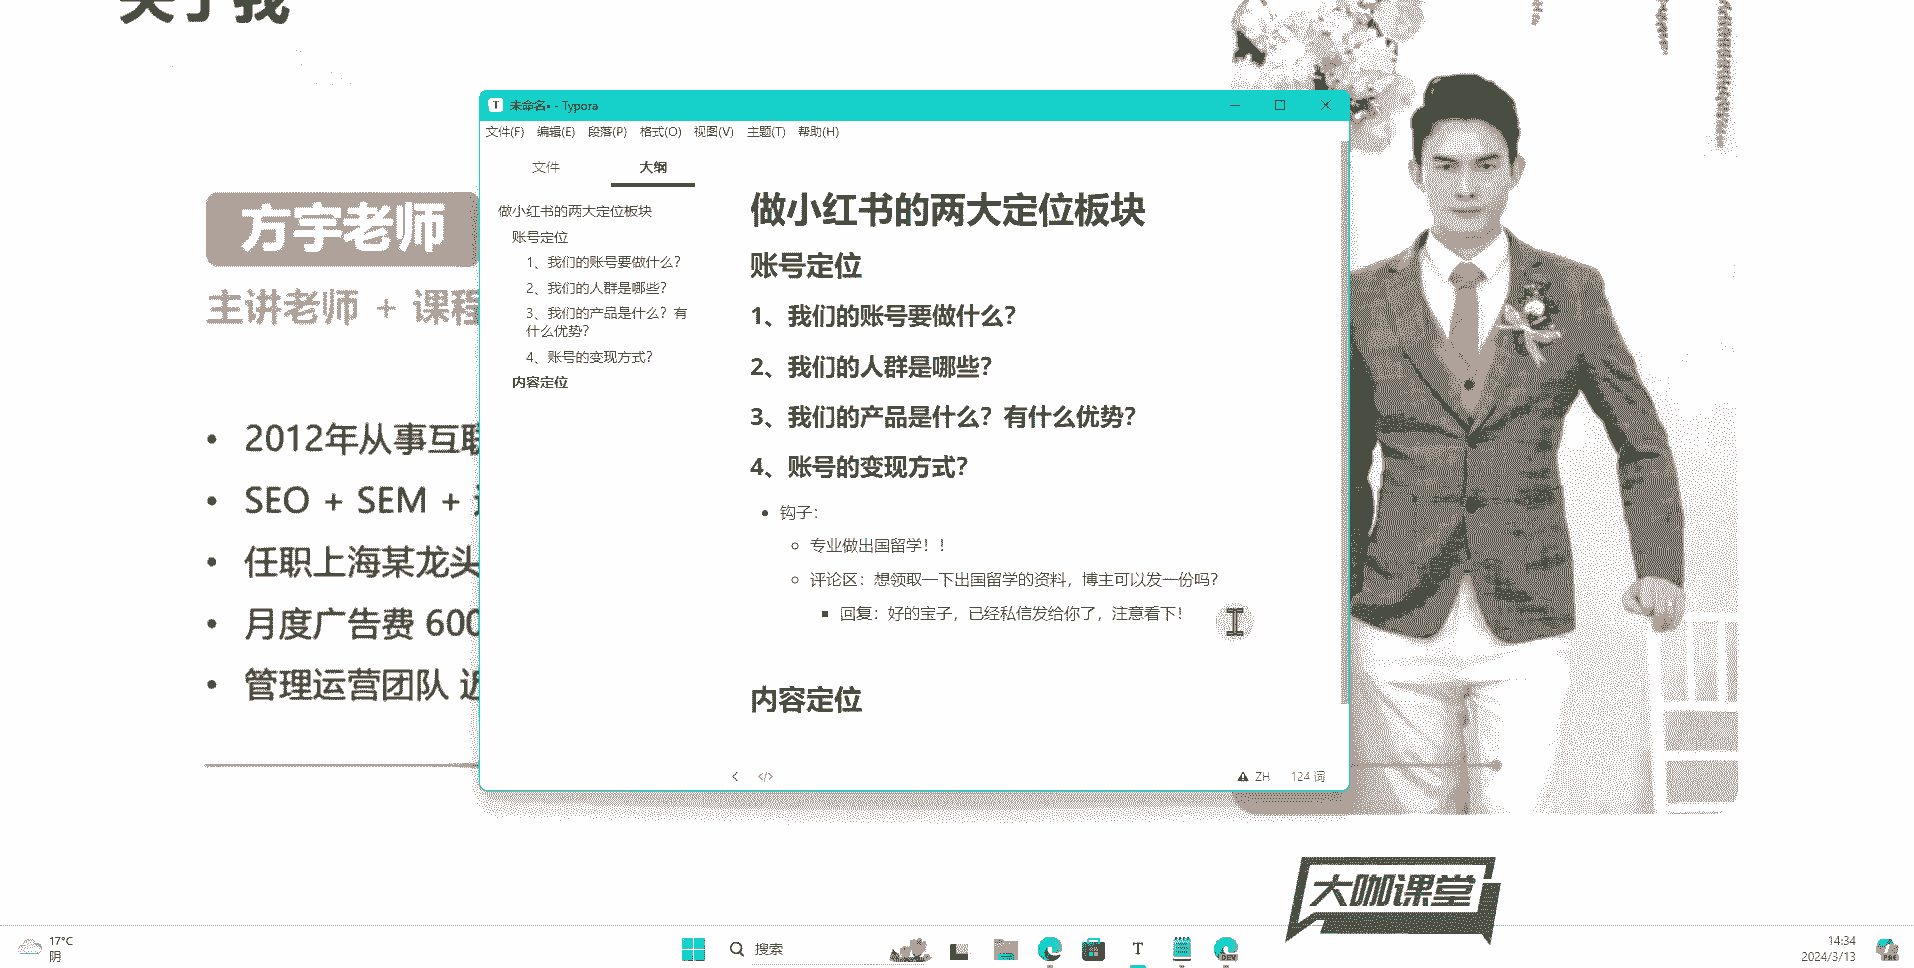 关于我
方宇老师
主讲老师 + 课程
• 2012年从事互联
• SEO + SEM +
• 任职上海某龙头
• 月度广告费 600
• 管理运营团队 近
未命名• - Typora
文件(F) 编辑(E) 段落(P) 格式(O) 视图(V) 主题(T) 帮助(H)
文件 大纲
做小红书的两大定位板块
账号定位
1、我们的账号要做什么?
2、我们的人群是哪些?
3、我们的产品是什么? 有
什么优势?
4、账号的变现方式?
内容定位
做小红书的两大定位板块
账号定位
1、我们的账号要做什么?
2、我们的人群是哪些?
3、我们的产品是什么? 有什么优势?
4、账号的变现方式?
钩子:
专业做出国留学! !
评论区: 想领取一下出国留学的资料, 博主可以发一份吗?
回复: 好的宝子, 已经私信发给你了, 注意看下!
内容定位
ZH 124 词
大咖课堂
17°C
阴
搜索
14:34
2024/3/13